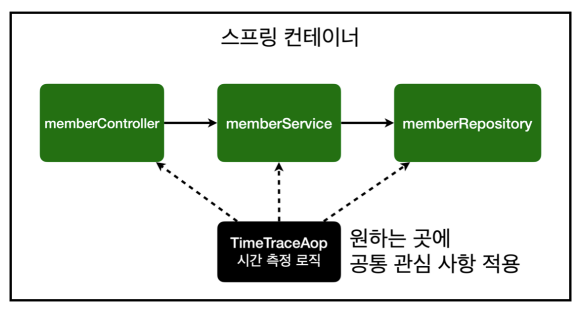 스프링 컨테이너
memberController
memberService
memberRepository
TimeTraceAop
시간 측정 로직
원하는 곳에
공통 관심 사항 적용